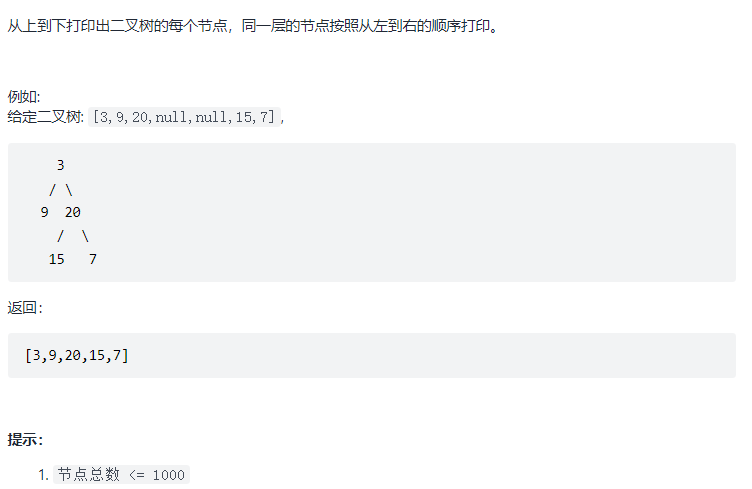 从上到下打印出二叉树的每个节点，同一层的节点按照从左到右的顺序打印。
例如:
给定二叉树: [3,9,20,null,null,15,7],
3
/ \
9  20
/  \
15   7
返回：
[3,9,20,15,7]
提示：
1. 节点总数 <= 1000